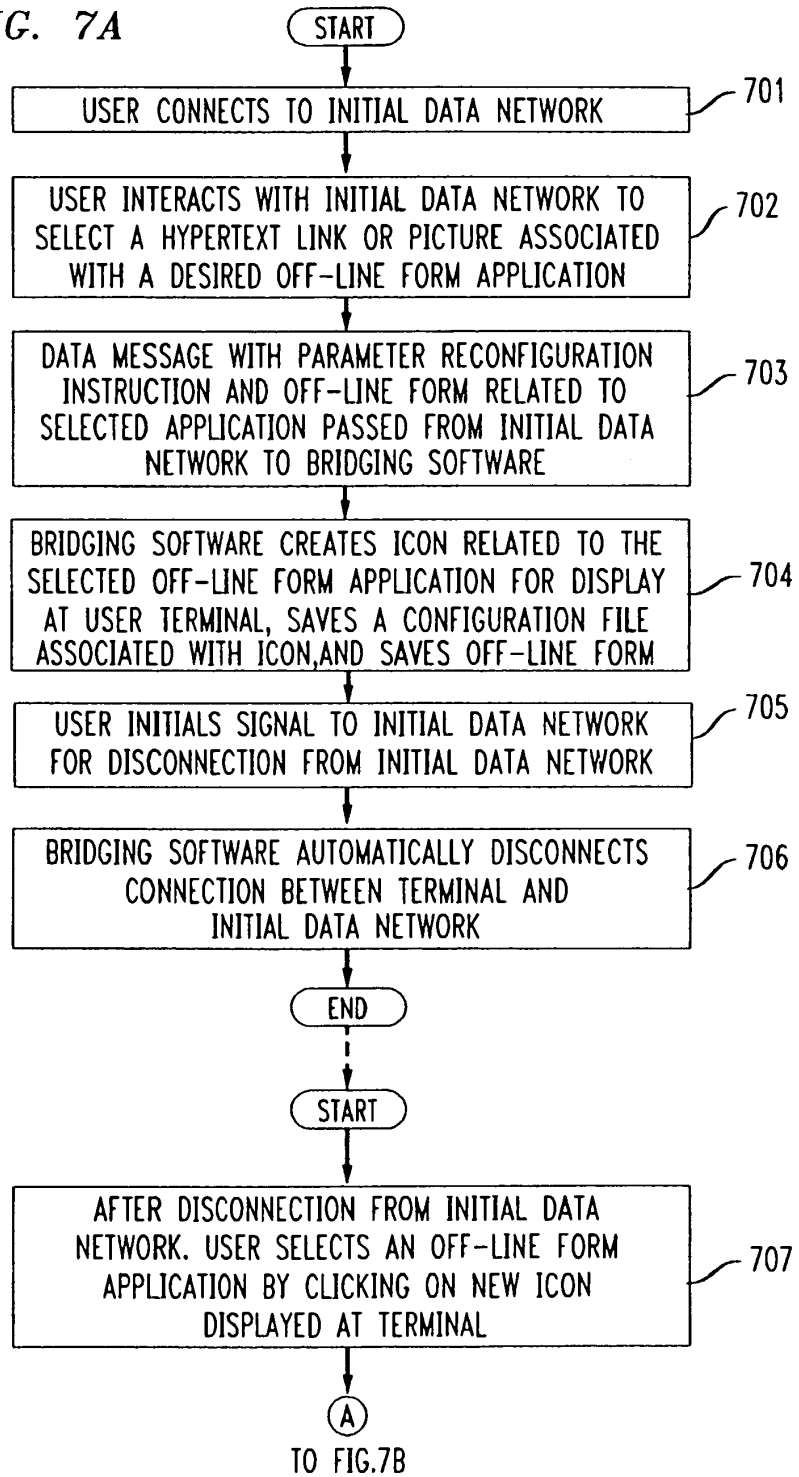 IG. 7A
START
USER CONNECTS TO INITIAL DATA NETWORK
701
USER INTERACTS WITH INITIAL DATA NETWORK TO
SELECT A HYPERTEXT LINK OR PICTURE ASSOCIATED
WITH A DESIRED OFF-LINE FORM APPLICATION
702
DATA MESSAGE WITH PARAMETER RECONFIGURATION
INSTRUCTION AND OFF-LINE FORM RELATED TO
SELECTED APPLICATION PASSED FROM INITIAL DATA
NETWORK TO BRIDGING SOFTWARE
703
BRIDGING SOFTWARE CREATES ICON RELATED TO THE
SELECTED OFF-LINE FORM APPLICATION FOR DISPLAY
AT USER TERMINAL, SAVES A CONFIGURATION FILE
ASSOCIATED WITH ICON,AND SAVES OFF-LINE FORM
704
USER INITIALS SIGNAL TO INITIAL DATA NETWORK
FOR DISCONNECTION FROM INITIAL DATA NETWORK
705
BRIDGING SOFTWARE AUTOMATICALLY DISCONNECTS
CONNECTION BETWEEN TERMINAL AND
INITIAL DATA NETWORK
706
END
START
AFTER DISCONNECTION FROM INITIAL DATA
NETWORK. USER SELECTS AN OFF-LINE FORM
APPLICATION BY CLICKING ON NEW ICON
DISPLAYED AT TERMINAL
707
A
TO FIG.7B